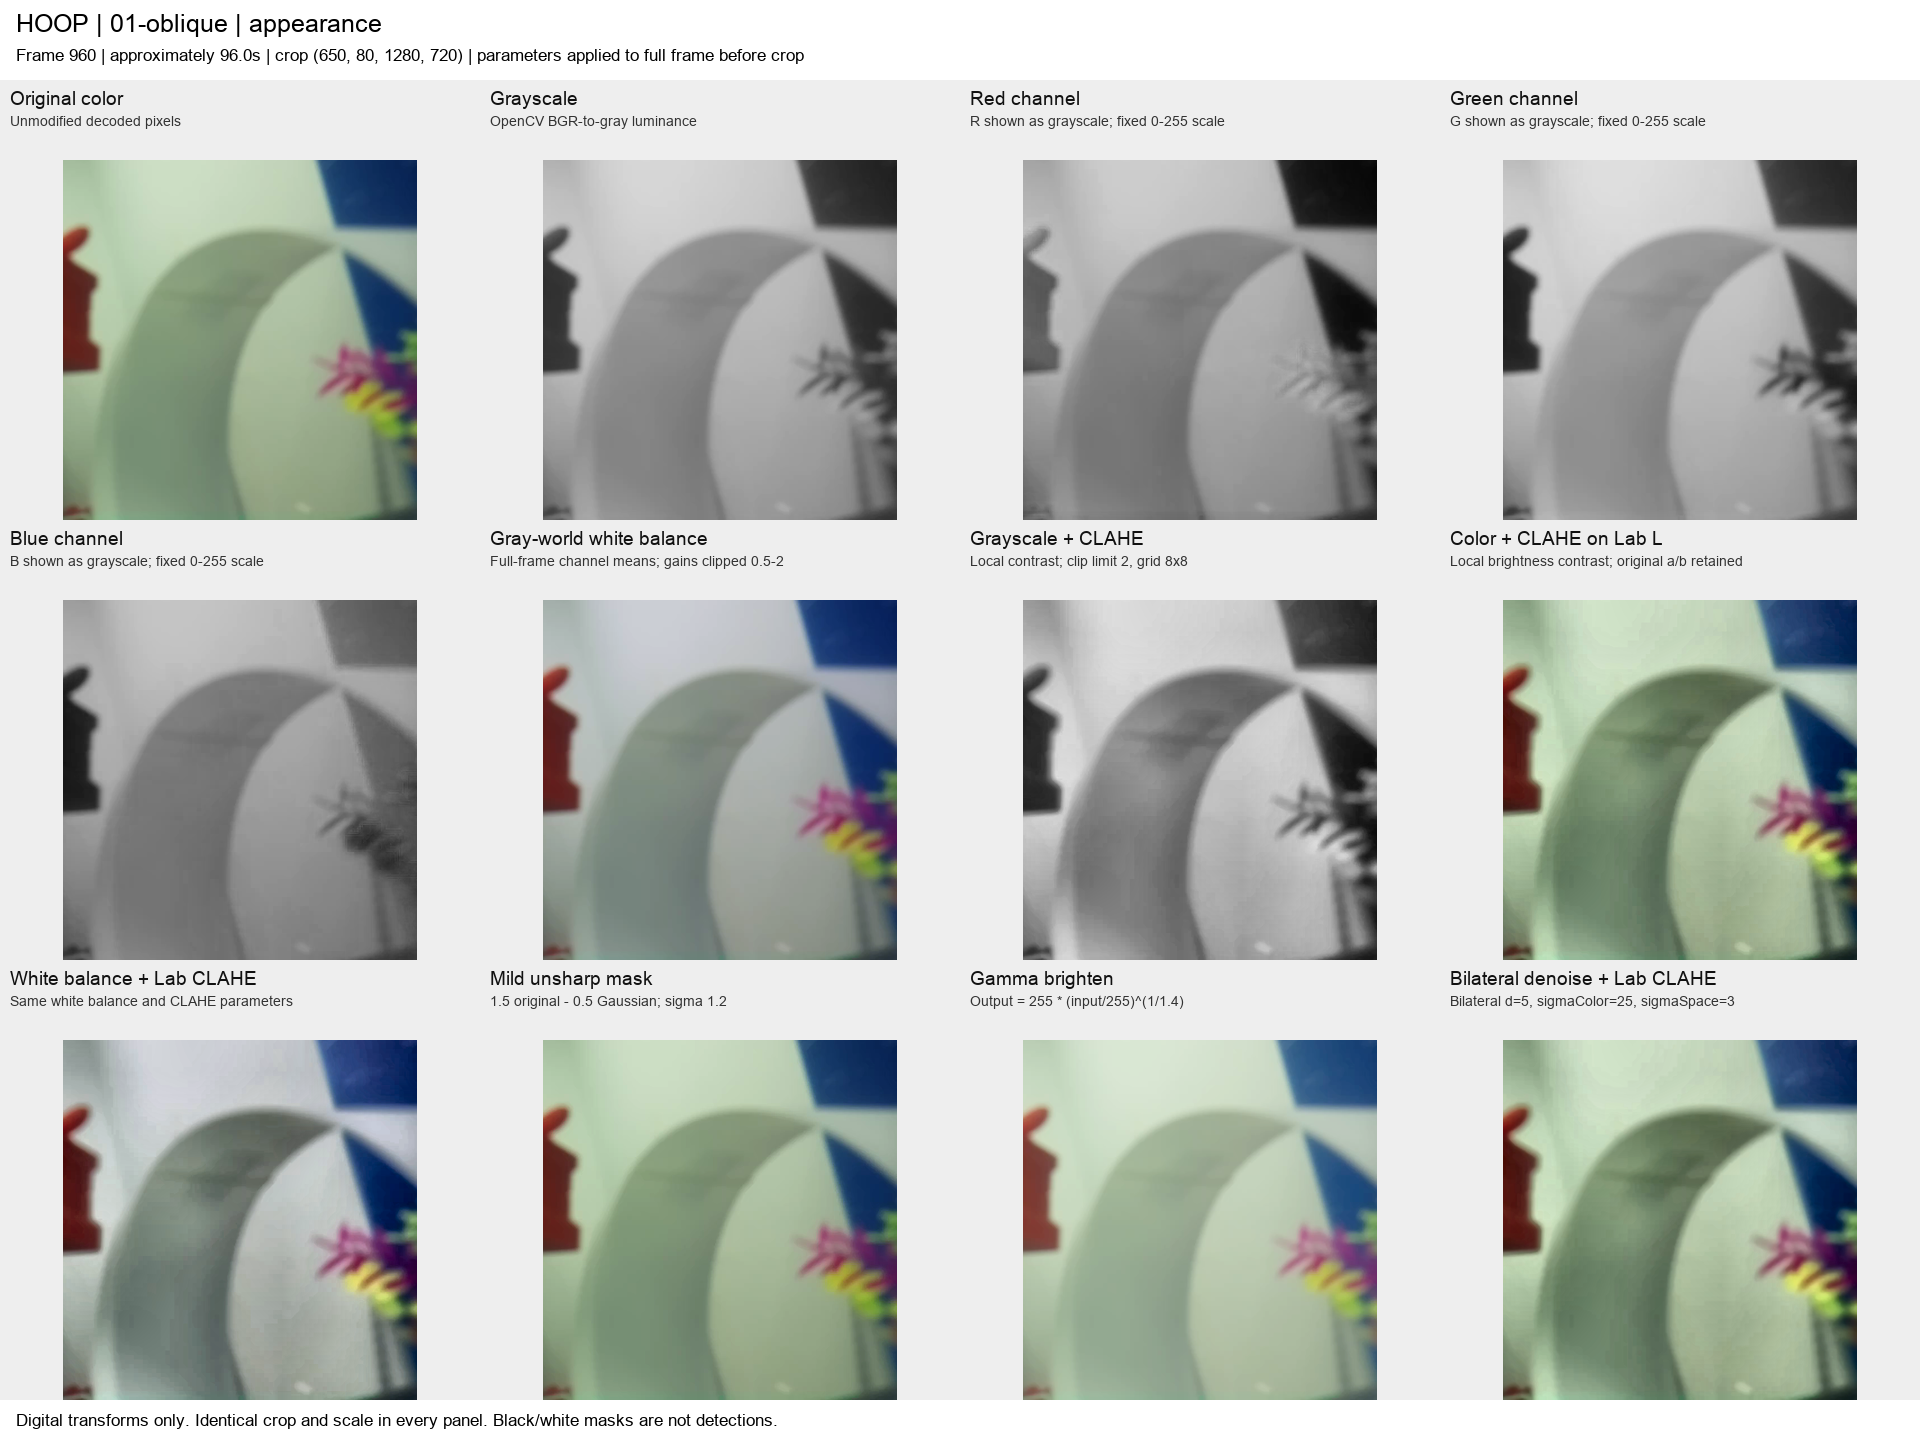 HOOP | 01-oblique | appearance
Frame 960 | approximately 96.0s | crop (650, 80, 1280, 720) | parameters applied to full frame before crop
Original color
Unmodified decoded pixels
Grayscale
OpenCV BGR-to-gray luminance
Red channel
R shown as grayscale; fixed 0-255 scale
Green channel
G shown as grayscale; fixed 0-255 scale
Blue channel
B shown as grayscale; fixed 0-255 scale
Gray-world white balance
Full-frame channel means; gains clipped 0.5-2
Grayscale + CLAHE
Local contrast; clip limit 2, grid 8x8
Color + CLAHE on Lab L
Local brightness contrast; original a/b retained
White balance + Lab CLAHE
Same white balance and CLAHE parameters
Mild unsharp mask
1.5 original - 0.5 Gaussian; sigma 1.2
Gamma brighten
Output = 255 * (input/255)^(1/1.4)
Bilateral denoise + Lab CLAHE
Bilateral d=5, sigmaColor=25, sigmaSpace=3
Digital transforms only. Identical crop and scale in every panel. Black/white masks are not detections.